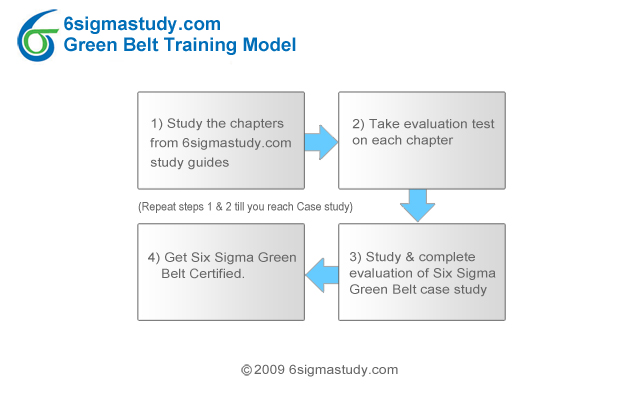 6sigmastudy.com
Green Belt Training Model
1) Study the chapters
from 6sigmastudy.com
study guides
2) Take evaluation test
on each chapter
(Repeat steps 1 & 2 till you reach Case study)
3) Study & complete
evaluation of Six Sigma
Green Belt case study
4) Get Six Sigma Green
Belt Certified.
©2009 6sigmastudy.com